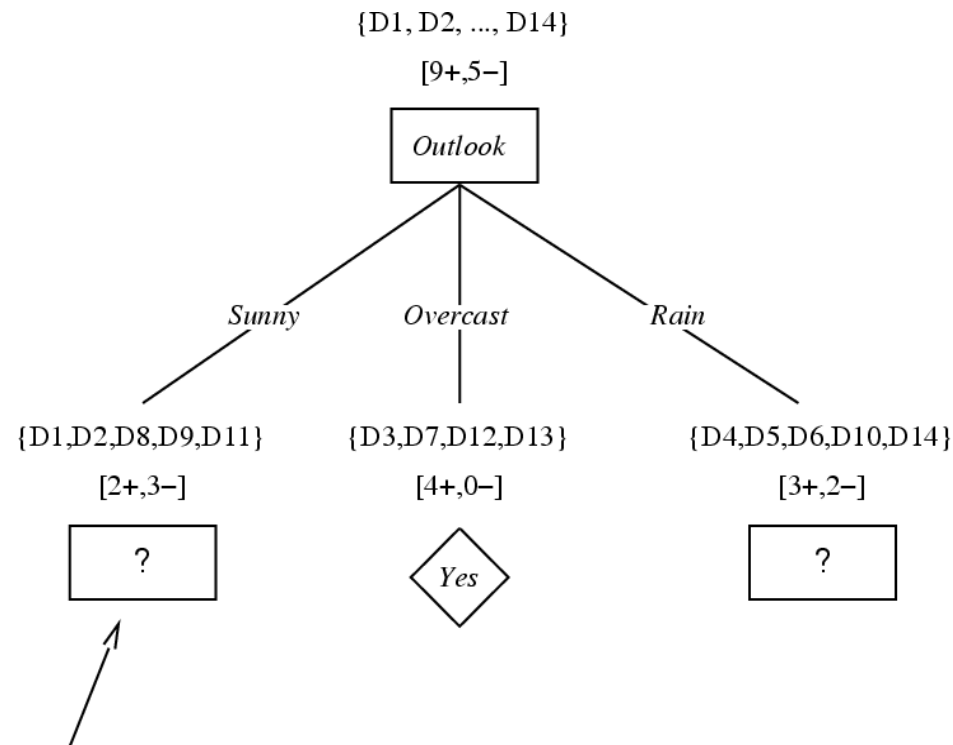 {D1, D2, ..., D14}
[9+,5−]
Outlook
Sunny Overcast Rain
{D1,D2,D8,D9,D11} {D3,D7,D12,D13} {D4,D5,D6,D10,D14}
[2+,3−] [4+,0−] [3+,2−]
? Yes ?